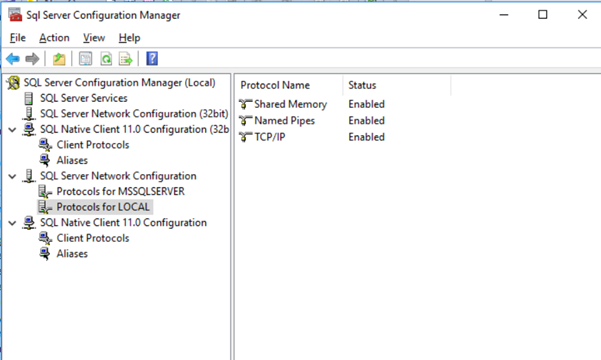 Sql Server Configuration Manager
File Action View Help
SQL Server Configuration Manager (Local)
SQL Server Services
SQL Server Network Configuration (32bit)
SQL Native Client 11.0 Configuration (32b
Client Protocols
Aliases
SQL Server Network Configuration
Protocols for MSSQLSERVER
Protocols for LOCAL
SQL Native Client 11.0 Configuration
Client Protocols
Aliases
Protocol Name Status
Shared Memory Enabled
Named Pipes Enabled
TCP/IP Enabled